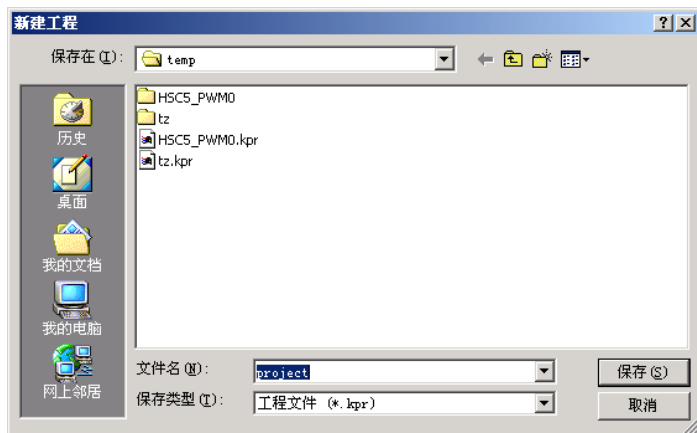 新建工程
保存在(I):
temp
HSC5_PWM0
tz
HSC5_PWM0.kpr
tz.kpr
历史
桌面
我的文档
我的电脑
网上邻居
文件名(N):
project
保存(S)
保存类型(T):
工程文件 (*.kpr)
取消